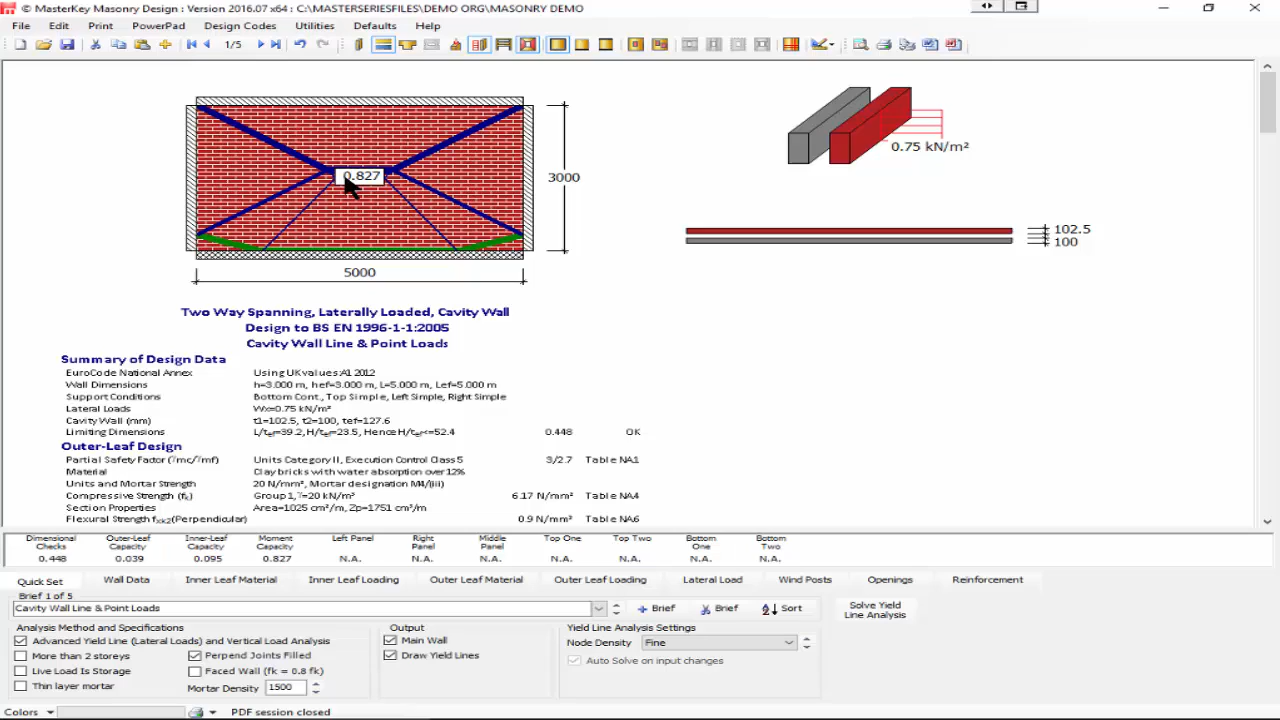 MasterKey Masonry Design : Version 2016.07 x64 : C:\MASTERSERIESFILES\DEMO ORG\MASONRY DEMO
File Edit Print PowerPad Design Codes Utilities Defaults Help
1/5
0.827
3000
5000
0.75 kN/m²
102.5
100
Two Way Spanning, Laterally Loaded, Cavity Wall
Design to BS EN 1996-1-1:2005
Cavity Wall Line & Point Loads
Summary of Design Data
EuroCode National Annex Using UK values A1 2012
Wall Dimensions h=3.000 m, hef=3.000 m, L=5.000 m, Lef=5.000 m
Support Conditions Bottom Cont., Top Simple, Left Simple, Right Simple
Lateral Loads Wx=0.75 kN/m²
Cavity Wall (mm) t1=102.5, t2=100, tef=127.6
Limiting Dimensions L/tef=39.2, H/tef=23.5, Hence H/tef<=52.4 0.448 OK
Outer-Leaf Design
Partial Safety Factor (γmc/γmf) Units Category II, Execution Control Class 5 3/2.7 Table NA1
Material Clay bricks with water absorption over 12%
Units and Mortar Strength 20 N/mm², Mortar designation M4/(iii)
Compressive Strength (fk) Group 1, γ=20 kN/m³ 6.17 N/mm² Table NA4
Section Properties Area=1025 cm²/m, Zp=1751 cm³/m
Flexural Strength fxk2(Perpendicular) 0.9 N/mm² Table NA6
Dimensional Checks Outer-Leaf Capacity Inner-Leaf Capacity Moment Capacity Left Panel Right Panel Middle Panel Top One Top Two Bottom One Bottom Two
0.448 0.039 0.095 0.827 N.A. N.A. N.A. N.A. N.A. N.A. N.A.
Quick Set Wall Data Inner Leaf Material Inner Leaf Loading Outer Leaf Material Outer Leaf Loading Lateral Load Wind Posts Openings Reinforcement
Brief 1 of 5
Cavity Wall Line & Point Loads + Brief Brief Sort Solve Yield Line Analysis
Analysis Method and Specifications Output Yield Line Analysis Settings
Advanced Yield Line (Lateral Loads) and Vertical Load Analysis Main Wall Node Density Fine
More than 2 storeys Perpend Joints Filled Draw Yield Lines Auto Solve on input changes
Live Load Is Storage Faced Wall (fk = 0.8 fk)
Thin layer mortar Mortar Density 1500
Colors PDF session closed